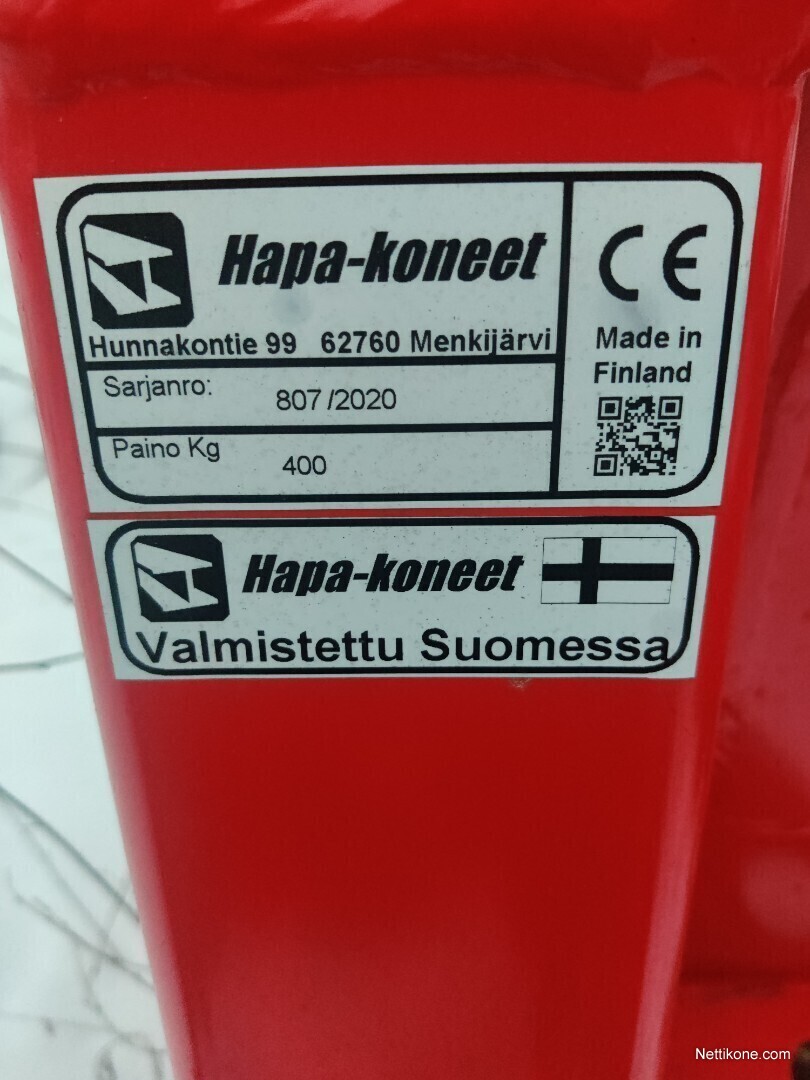 Hapa-koneet
Hunnakontie 99 62760 Menkijärvi
Sarjanro: 807/2020
Paino Kg 400
CE
Made in
Finland
Hapa-koneet
Valmistettu Suomessa
Nettikone.com